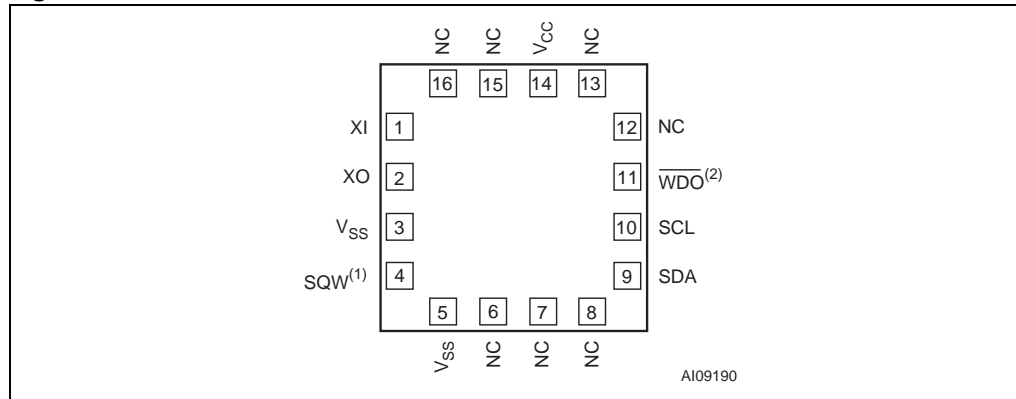 NC NC VCC NC
16 15 14 13
XI 1 12 NC
XO 2 11 WDO(2)
VSS 3 10 SCL
SQW(1) 4 9 SDA
5 6 7 8
VSS NC NC NC
AI09190